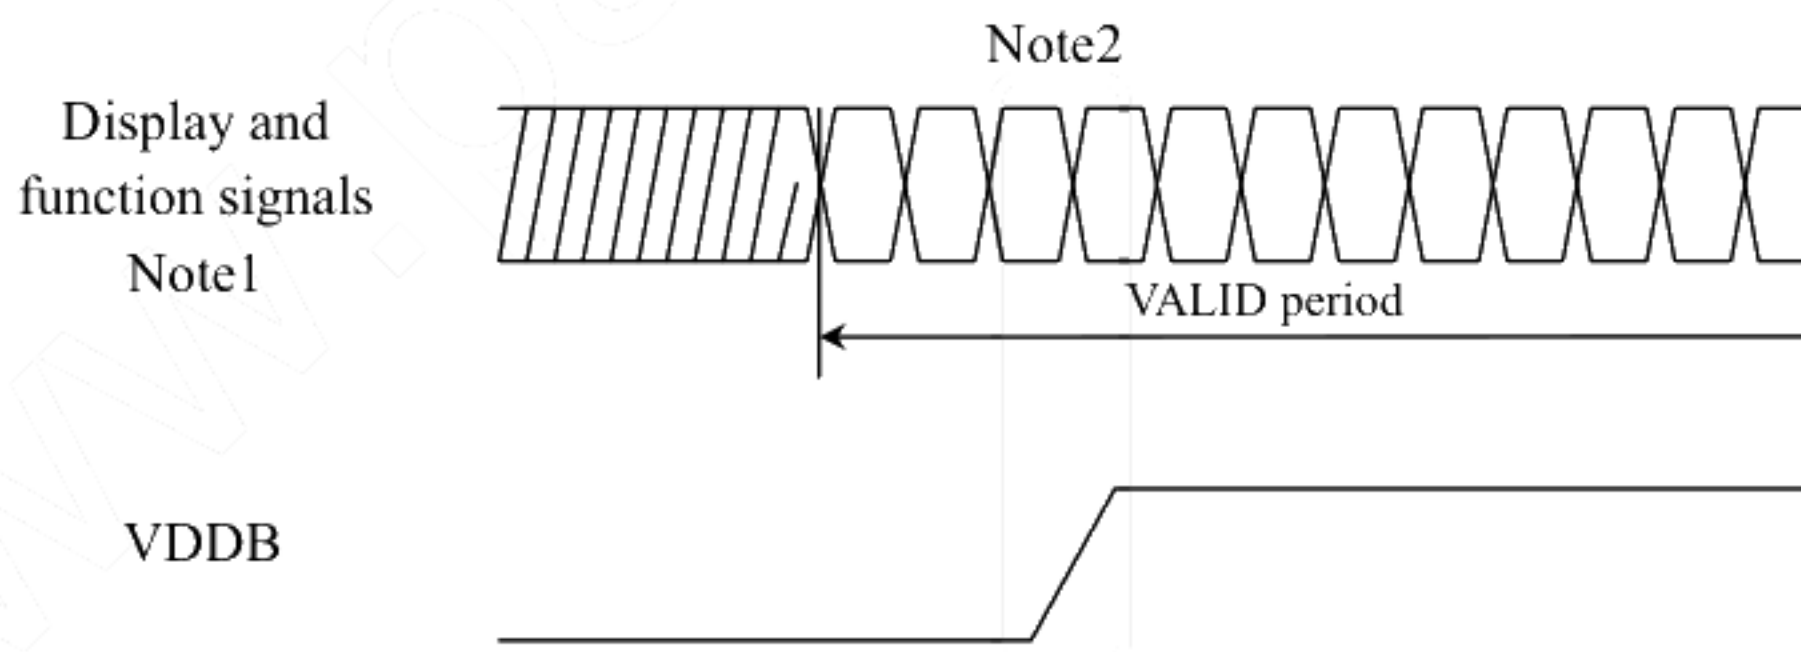 Note2
Display and
function signals
Note1
VALID period
VDDB